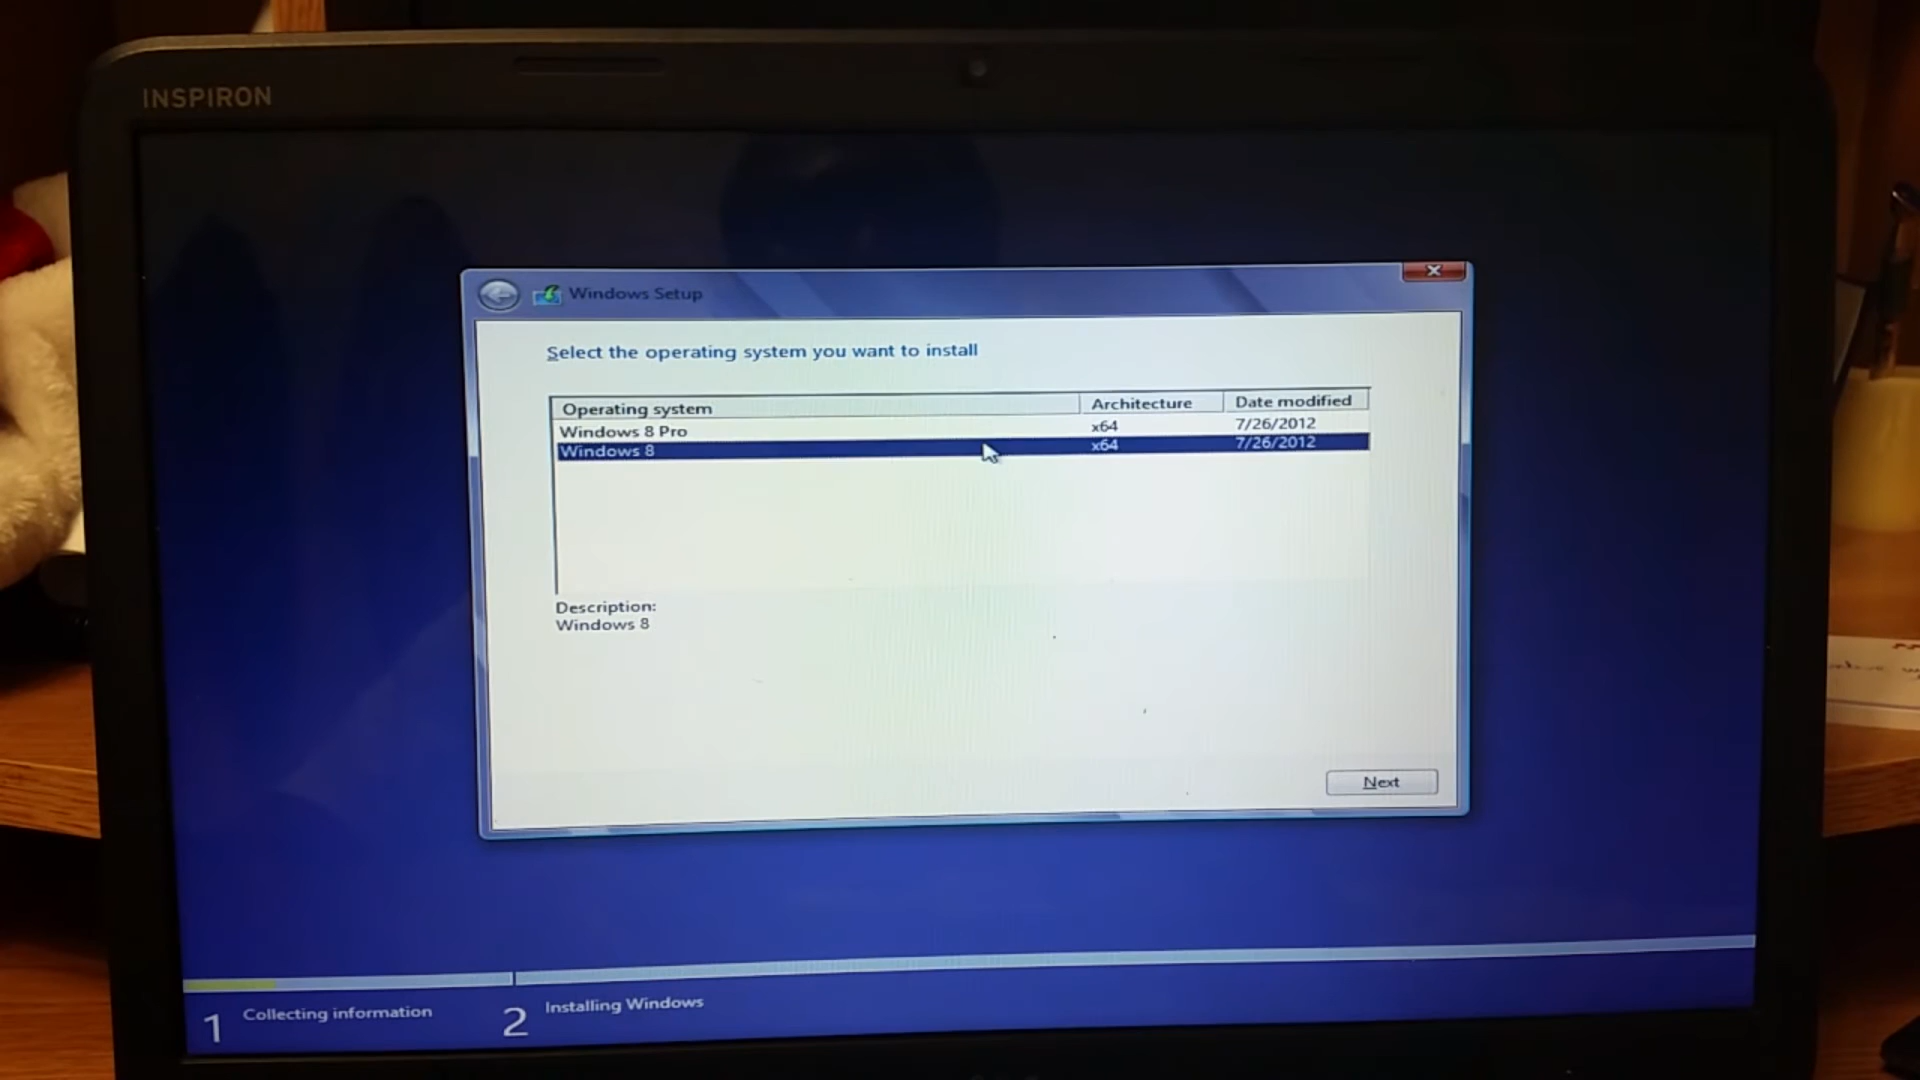 INSPIRON
Windows Setup
Select the operating system you want to install
Operating system Architecture Date modified
Windows 8 Pro x64 7/26/2012
Windows 8 x64 7/26/2012
Description:
Windows 8
Next
1 Collecting information 2 Installing Windows